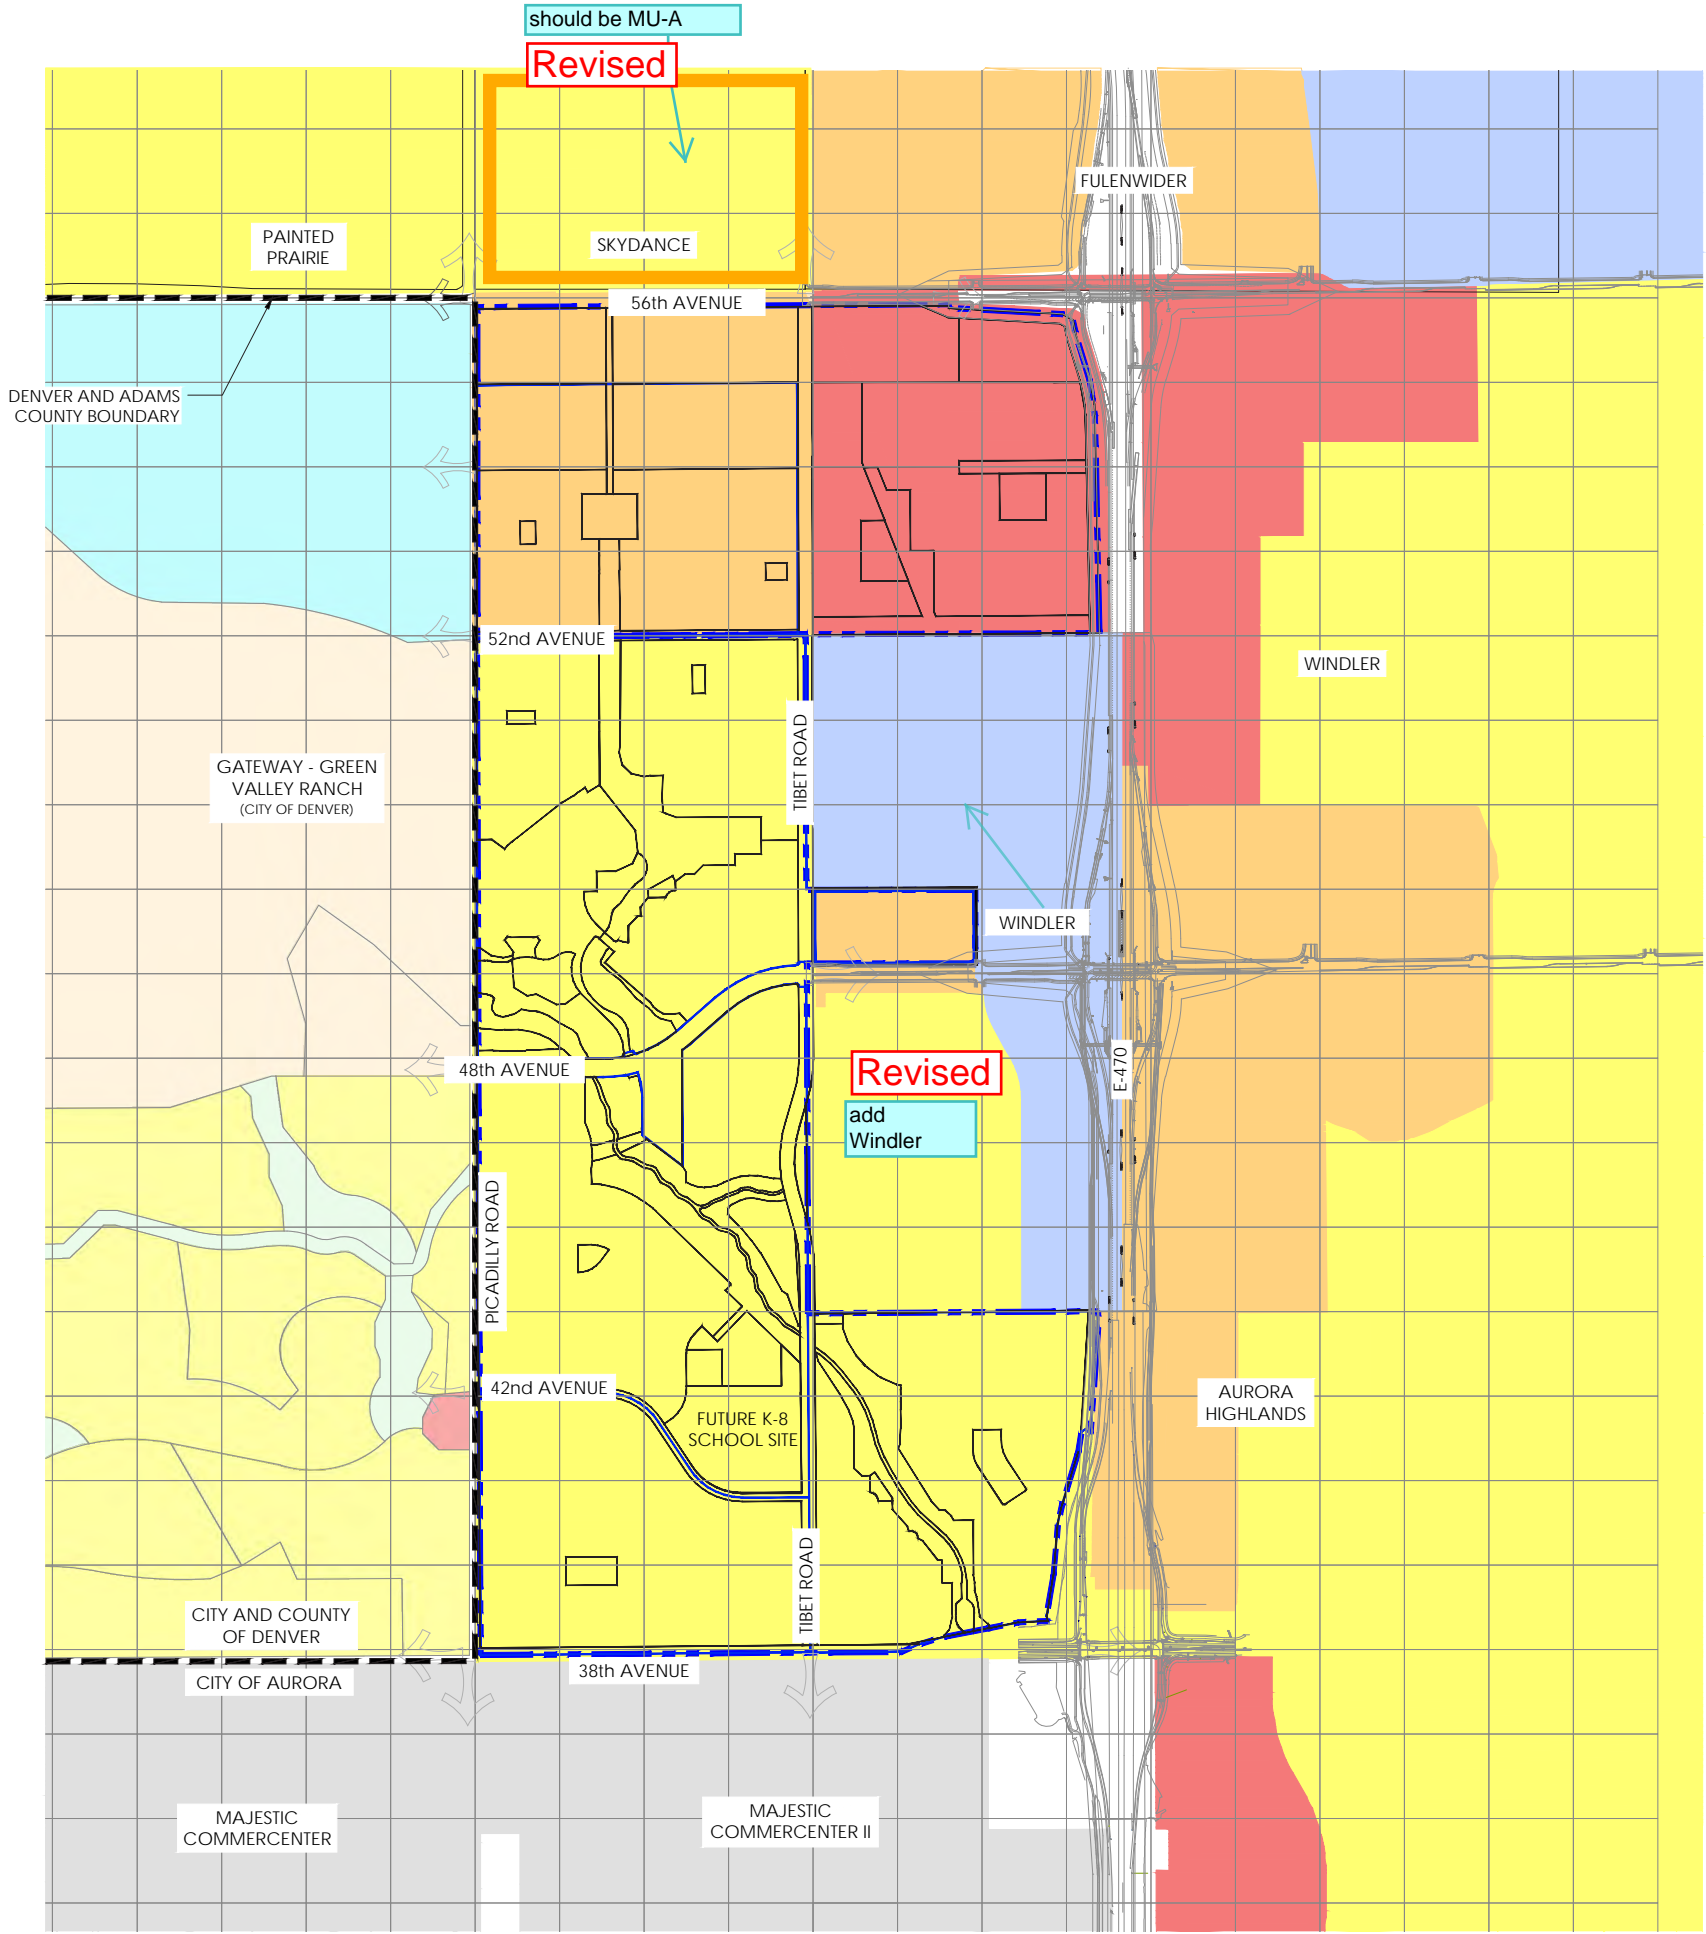 should be MU-A
Revised
FULENWIDER
PAINTED
PRAIRIE
SKYDANCE
56th AVENUE
DENVER AND ADAMS
COUNTY BOUNDARY
52nd AVENUE
WINDLER
TIBET ROAD
GATEWAY - GREEN
VALLEY RANCH
(CITY OF DENVER)
WINDLER
48th AVENUE
E-470
Revised
add
Windler
PICADILLY ROAD
42nd AVENUE
AURORA
HIGHLANDS
FUTURE K-8
SCHOOL SITE
TIBET ROAD
CITY AND COUNTY
OF DENVER
38th AVENUE
CITY OF AURORA
MAJESTIC
COMMERCENTER
MAJESTIC
COMMERCENTER II